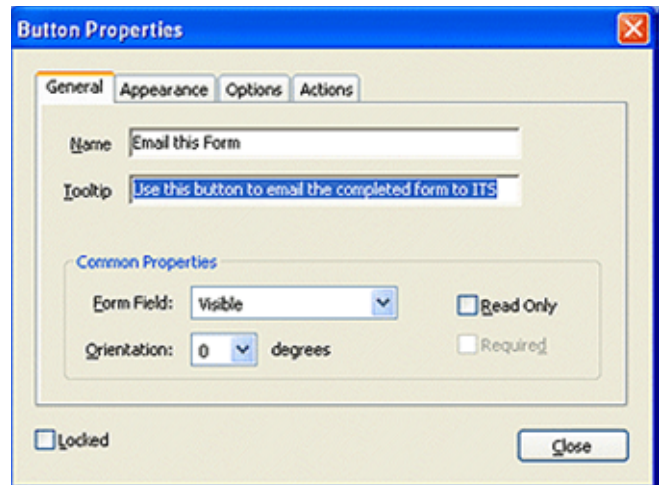 Button Properties
General Appearance Options Actions
Name Email this Form
Tooltip Use this button to email the completed form to ITS
Common Properties
Form Field: Visible Read Only
Orientation: 0 degrees Required
Locked Close